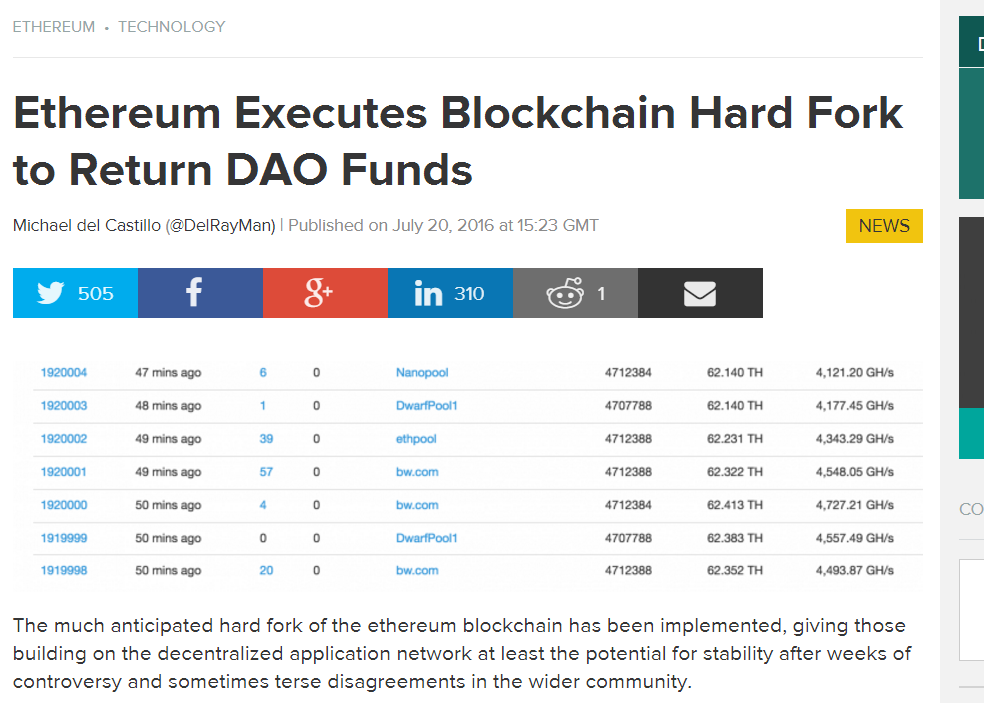 ETHEREUM • TECHNOLOGY
Ethereum Executes Blockchain Hard Fork
to Return DAO Funds
Michael del Castillo (@DelRayMan) | Published on July 20, 2016 at 15:23 GMT
NEWS
505 310 1
1920004 47 mins ago 6 0 Nanopool 4712384 62.140 TH 4,121.20 GH/s
1920003 48 mins ago 1 0 DwarfPool1 4707788 62.140 TH 4,177.45 GH/s
1920002 49 mins ago 39 0 ethpool 4712388 62.231 TH 4,343.29 GH/s
1920001 49 mins ago 57 0 bw.com 4712388 62.322 TH 4,548.05 GH/s
1920000 50 mins ago 4 0 bw.com 4712384 62.413 TH 4,727.21 GH/s
1919999 50 mins ago 0 0 DwarfPool1 4707788 62.383 TH 4,557.49 GH/s
1919998 50 mins ago 20 0 bw.com 4712388 62.352 TH 4,493.87 GH/s
The much anticipated hard fork of the ethereum blockchain has been implemented, giving those
building on the decentralized application network at least the potential for stability after weeks of
controversy and sometimes terse disagreements in the wider community.